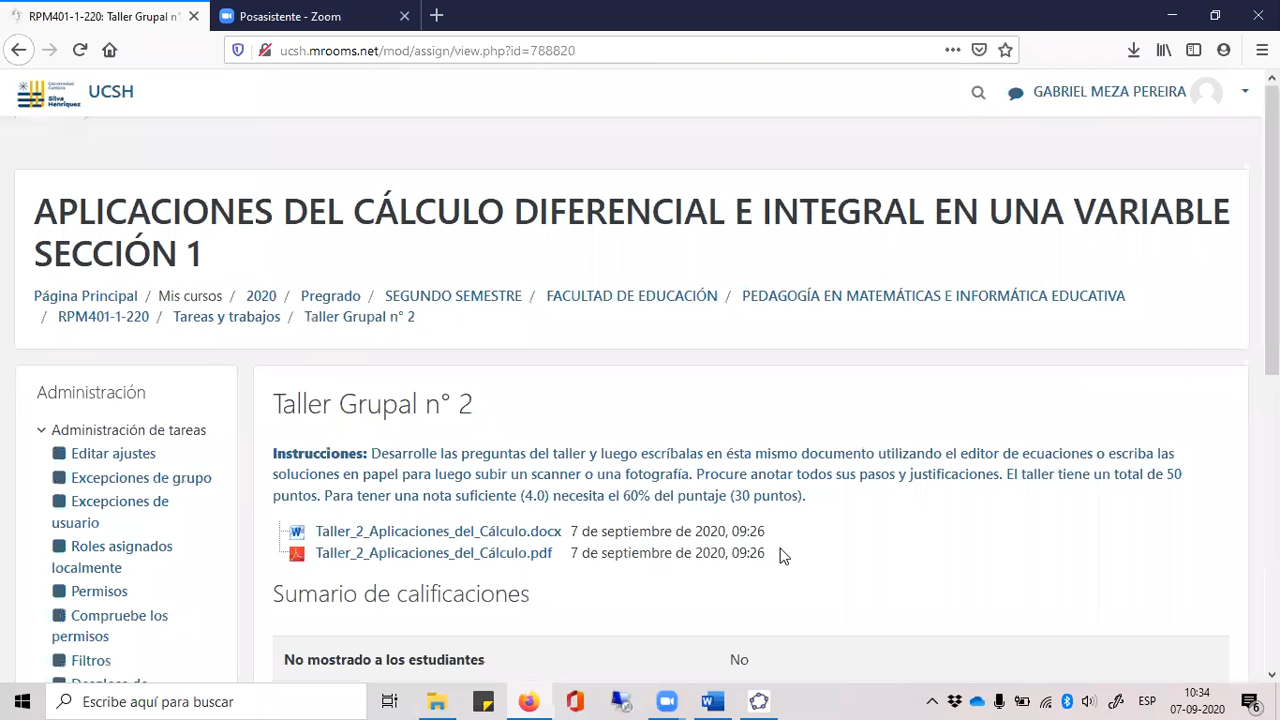 RPM401-1-220: Taller Grupal n°
Posasistente - Zoom
ucsh.mrooms.net/mod/assign/view.php?id=788820
Universidad Católica
Silva Henríquez
UCSH
GABRIEL MEZA PEREIRA
APLICACIONES DEL CÁLCULO DIFERENCIAL E INTEGRAL EN UNA VARIABLE
SECCIÓN 1
Página Principal / Mis cursos / 2020 / Pregrado / SEGUNDO SEMESTRE / FACULTAD DE EDUCACIÓN / PEDAGOGÍA EN MATEMÁTICAS E INFORMÁTICA EDUCATIVA
/ RPM401-1-220 / Tareas y trabajos / Taller Grupal n° 2
Administración
Administración de tareas
Editar ajustes
Excepciones de grupo
Excepciones de
usuario
Roles asignados
localmente
Permisos
Compruebe los
permisos
Filtros
Taller Grupal n° 2
Instrucciones: Desarrolle las preguntas del taller y luego escríbalas en ésta mismo documento utilizando el editor de ecuaciones o escriba las
soluciones en papel para luego subir un scanner o una fotografía. Procure anotar todos sus pasos y justificaciones. El taller tiene un total de 50
puntos. Para tener una nota suficiente (4.0) necesita el 60% del puntaje (30 puntos).
Taller_2_Aplicaciones_del_Cálculo.docx 7 de septiembre de 2020, 09:26
Taller_2_Aplicaciones_del_Cálculo.pdf 7 de septiembre de 2020, 09:26
Sumario de calificaciones
No mostrado a los estudiantes No
Escribe aquí para buscar
ESP
10:34
07-09-2020
6